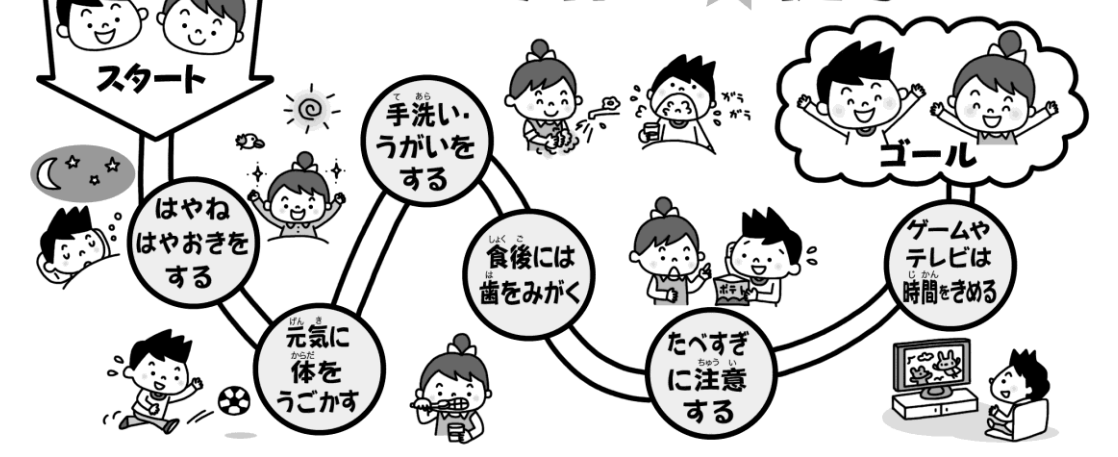 スタート
はやね
はやおきを
する
元気に
体を
うごかす
手洗い・
うがいを
する
がら
がら
食後には
歯をみがく
たべすぎ
に注意
する
ポテト
ゲームや
テレビは
時間をきめる
ゴール